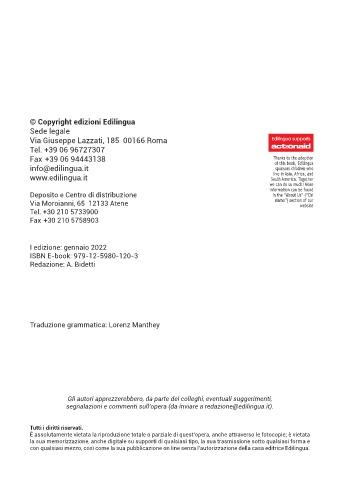 © Copyright edizioni Edilingua
Sede legale
Via Giuseppe Lazzati, 185 00166 Roma
Tel. +39 06 96727307
Fax +39 06 94443138
info@edilingua.it
www.edilingua.it
Deposito e Centro di distribuzione
Via Moroianni, 65 12133 Atene
Tel. +30 210 5733900
Fax +30 210 5758903
I edizione: gennaio 2022
ISBN E-book: 979-12-5980-120-3
Redazione: A. Bidetti
Edilingua supports
actionaid
Thanks to the adoption
of this book, Edilingua
sponsors children who
live in Asia, Africa, and
South America. Together
we can do so much! More
information can be found
in the "About Us" ("Chi
siamo") section of our
website
Traduzione grammatica: Lorenz Manthey
Gli autori apprezzerebbero, da parte dei colleghi, eventuali suggerimenti,
segnalazioni e commenti sull'opera (da inviare a redazione@edilingua.it).
Tutti i diritti riservati.
È assolutamente vietata la riproduzione totale o parziale di quest'opera, anche attraverso le fotocopie; è vietata
la sua memorizzazione, anche digitale su supporti di qualsiasi tipo, la sua trasmissione sotto qualsiasi forma e
con qualsiasi mezzo, così come la sua pubblicazione on line senza l'autorizzazione della casa editrice Edilingua.